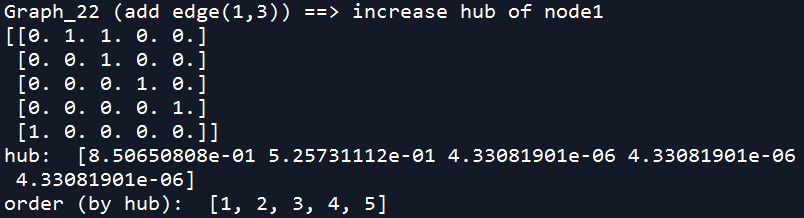 Graph_22 (add edge(1,3)) ==> increase hub of node1
[[0. 1. 1. 0. 0.]
 [0. 0. 1. 0. 0.]
 [0. 0. 0. 1. 0.]
 [0. 0. 0. 0. 1.]
 [1. 0. 0. 0. 0.]]
hub:  [8.50650808e-01 5.25731112e-01 4.33081901e-06 4.33081901e-06
 4.33081901e-06]
order (by hub):  [1, 2, 3, 4, 5]